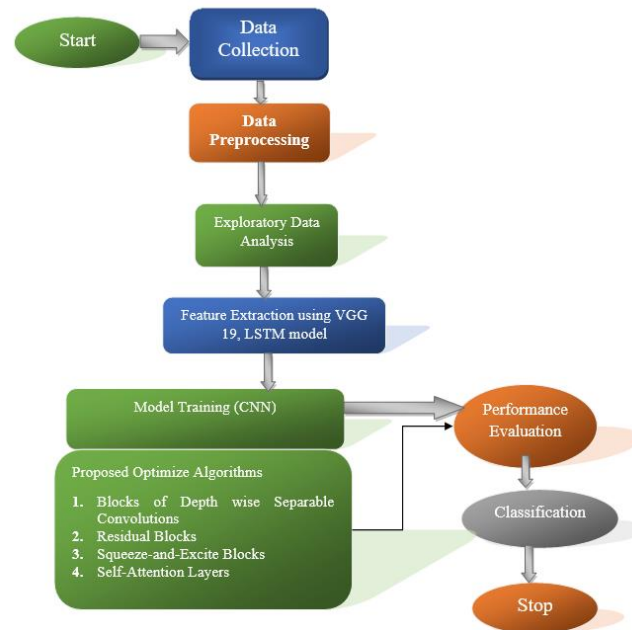 Start
Data
Collection
Data
Preprocessing
Exploratory Data
Analysis
Feature Extraction using VGG
19, LSTM model
Model Training (CNN)
Performance
Evaluation
Proposed Optimize Algorithms
1. Blocks of Depth wise Separable
Convolutions
2. Residual Blocks
3. Squeeze-and-Excite Blocks
4. Self-Attention Layers
Classification
Stop